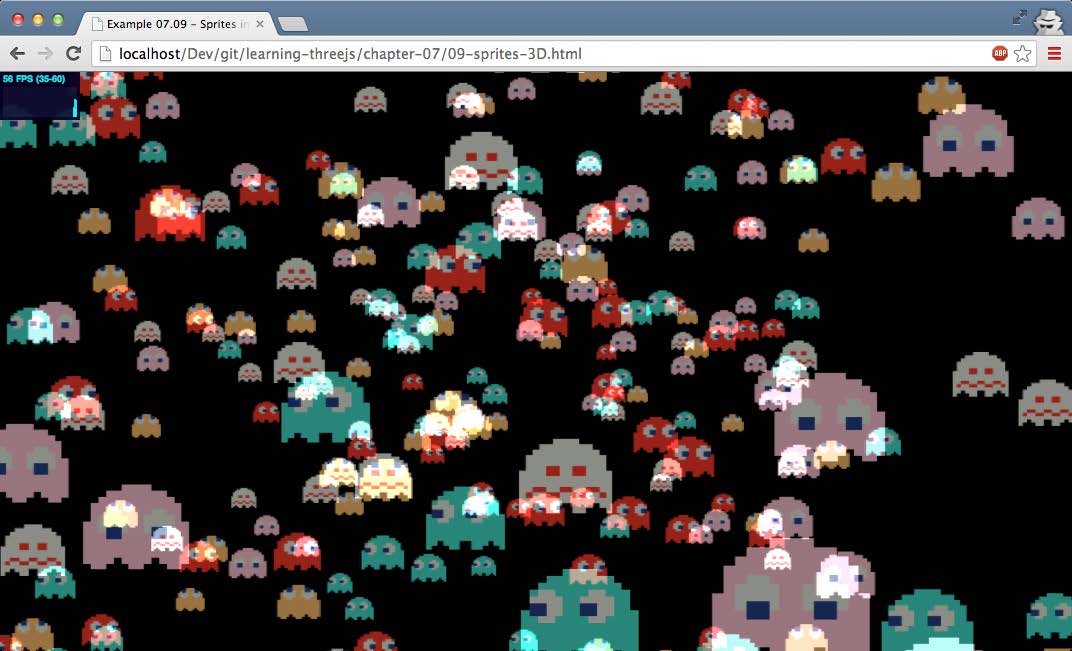 Example 07.09 - Sprites in
localhost/Dev/git/learning-threejs/chapter-07/09-sprites-3D.html
ABP
56 FPS (35-60)